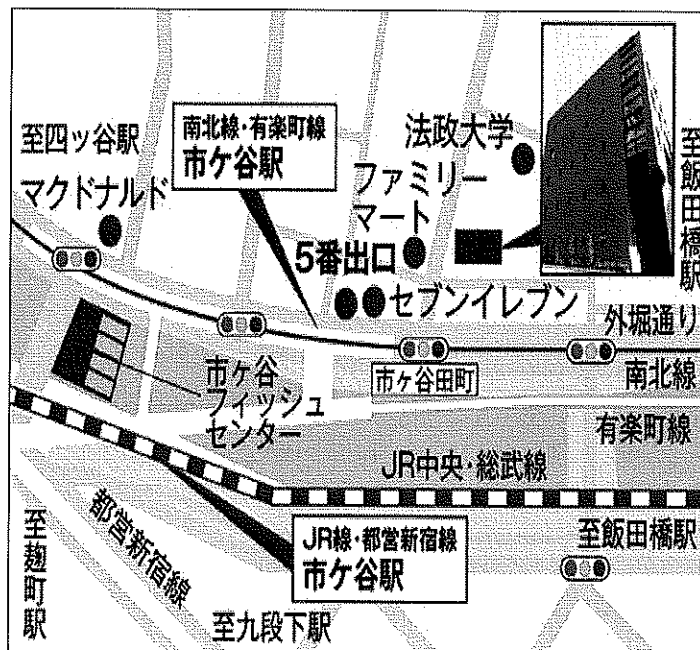 南北線・有楽町線
市ケ谷駅
至四ッ谷駅
マクドナルド
法政大学
ファミリー
マート
至飯田橋駅
5番出口
セブンイレブン
外堀通り
市ヶ谷田町
南北線
市ヶ谷
フィッシュ
センター
有楽町線
JR中央・総武線
都営新宿線
JR線・都営新宿線
市ケ谷駅
至飯田橋駅
至麹町駅
至九段下駅